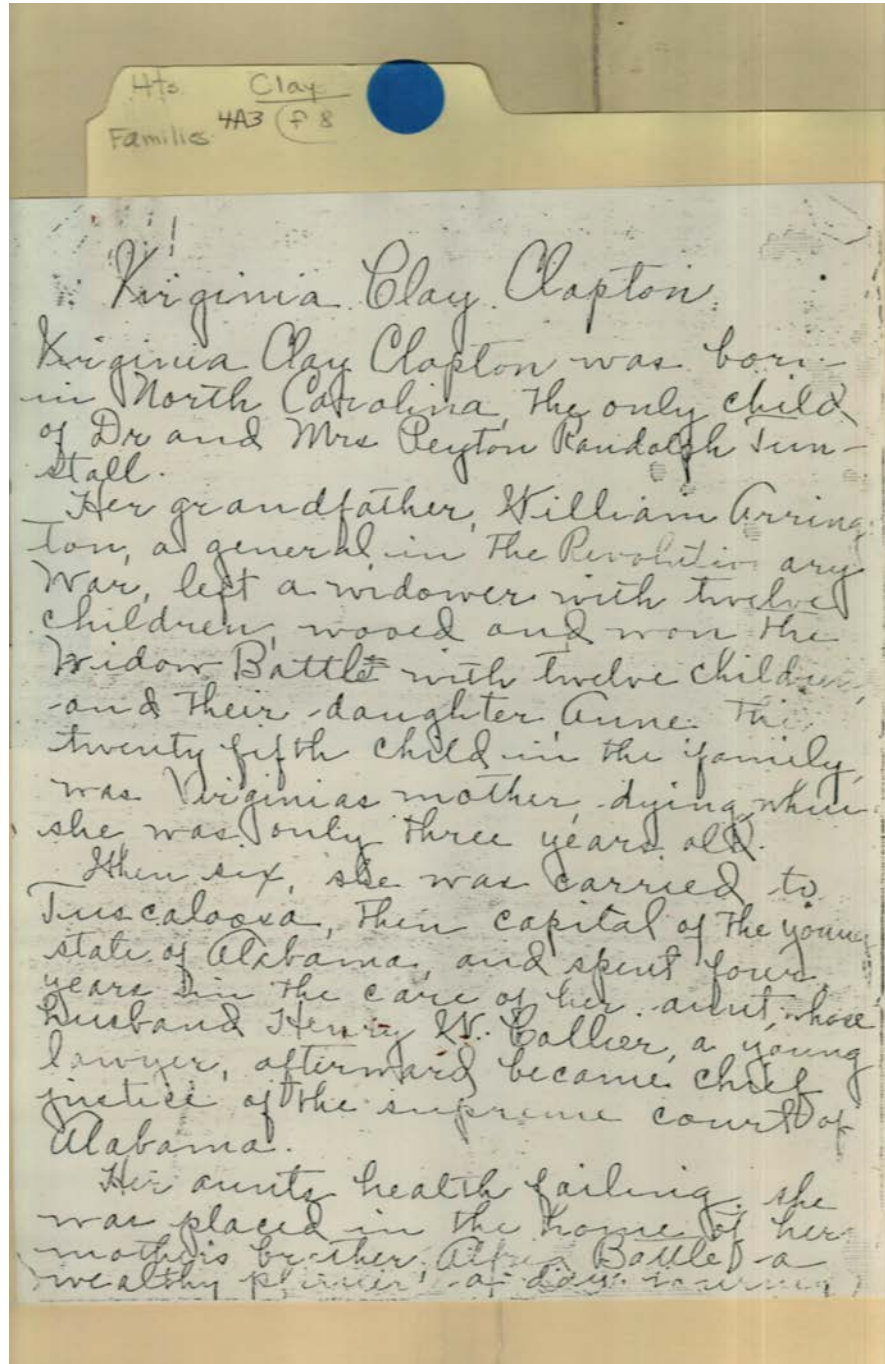 Hts. Clay
4A3 (f 8
Families
Virginia Clay Clopton.
Virginia Clay Clopton was born
in North Carolina, the only child
of Dr and Mrs Peyton Randolph Tun-
stall.
Her grandfather, William Arring
ton, a general in the Revolution ary
War, left a widower with twelve
children, wooed and won the
Widow Battle with twelve children,
and their daughter Anne. The
twenty fifth child in the family,
was Virginias mother, dying when
she was only three years old.
When six, she was carried to
Tuscaloosa, then capital of the young
state of Alabama, and spent four
years in the care of her aunt, whose
husband Henry W. Collier, a young
lawyer, afterward became chief
justice of the supreme court of
Alabama.
Her aunts health failing, she
was placed in the home of her
mothers brother Alfred Battle, a
wealthy planter, a day's